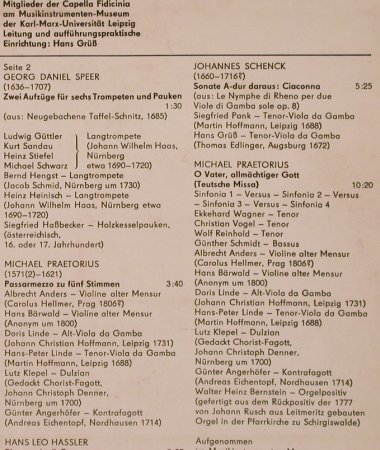 Mitglieder der Capella Fidicinia
am Musikinstrumenten-Museum
der Karl-Marx-Universität Leipzig
Leitung und aufführungspraktische
Einrichtung: Hans Grüß
Seite 2
GEORG DANIEL SPEER
(1636–1707)
Zwei Aufzüge für sechs Trompeten und Pauken
1:30
(aus: Neugebachene Taffel-Schnitz, 1685)
Ludwig Güttler
Kurt Sandau
Heinz Stiefel
Michael Schwarz
Langtrompete
(Johann Wilhelm Haas,
Nürnberg
etwa 1690–1720)
Bernd Hengst – Langtrompete
(Jacob Schmid, Nürnberg um 1730)
Heinz Heinisch – Langtrompete
(Johann Wilhelm Haas, Nürnberg etwa
1690–1720)
Siegfried Haßbecker – Holzkesselpauken,
(österreichisch,
16. oder 17. Jahrhundert)
MICHAEL PRAETORIUS
(1571(2)–1621)
Passamezzo zu fünf Stimmen 3:40
Albrecht Anders – Violine alter Mensur
(Carolus Hellmer, Prag 1686?)
Hans Bärwald – Violine alter Mensur
(Anonym um 1800)
Doris Linde – Alt-Viola da Gamba
(Johann Christian Hoffmann, Leipzig 1731)
Hans-Peter Linde – Tenor-Viola da Gamba
(Martin Hoffmann, Leipzig 1688)
Lutz Klepel – Dulzian
(Gedackt Chorist-Fagott,
Johann Christoph Denner,
Nürnberg um 1700)
Günter Angerhöfer – Kontrafagott
(Andreas Eichentopf, Nordhausen 1714)
HANS LEO HASSLER
JOHANNES SCHENCK
(1660–1716?)
Sonate A-dur daraus: Ciaconna 5:25
(aus: Le Nymphe di Rheno per due
Viole di Gamba sole op. 8)
Siegfried Pank – Tenor-Viola da Gamba
(Martin Hoffmann, Leipzig 1688)
Hans Grüß – Tenor-Viola da Gamba
(Thomas Edlinger, Augsburg 1672)
MICHAEL PRAETORIUS
O Vater, allmächtiger Gott
(Teutsche Missa) 10:20
Sinfonia 1 – Versus – Sinfonia 2 – Versus
– Sinfonia 3 – Versus – Sinfonia 4
Ekkehard Wagner – Tenor
Christian Vogel – Tenor
Wolf Reinhold – Tenor
Günther Schmidt – Bassus
Albrecht Anders – Violine alter Mensur
(Carolus Hellmer, Prag 1686?)
Hans Bärwald – Violine alter Mensur
(Anonym um 1800)
Doris Linde – Alt-Viola da Gamba
(Johann Christian Hoffmann, Leipzig 1731)
Hans-Peter Linde – Tenor-Viola da Gamba
(Martin Hoffmann, Leipzig 1688)
Lutz Klepel – Dulzian
(Gedackt Chorist-Fagott,
Johann Christoph Denner,
Nürnberg um 1700)
Günter Angerhöfer – Kontrafagott
(Andreas Eichentopf, Nordhausen 1714)
Walter Heinz Bernstein – Orgelpositiv
(gefertigt aus dem Rückpositiv der 1777
von Johann Rusch aus Leitmeritz gebauten
Orgel in der Pfarrkirche zu Schirgiswalde)
Aufgenommen